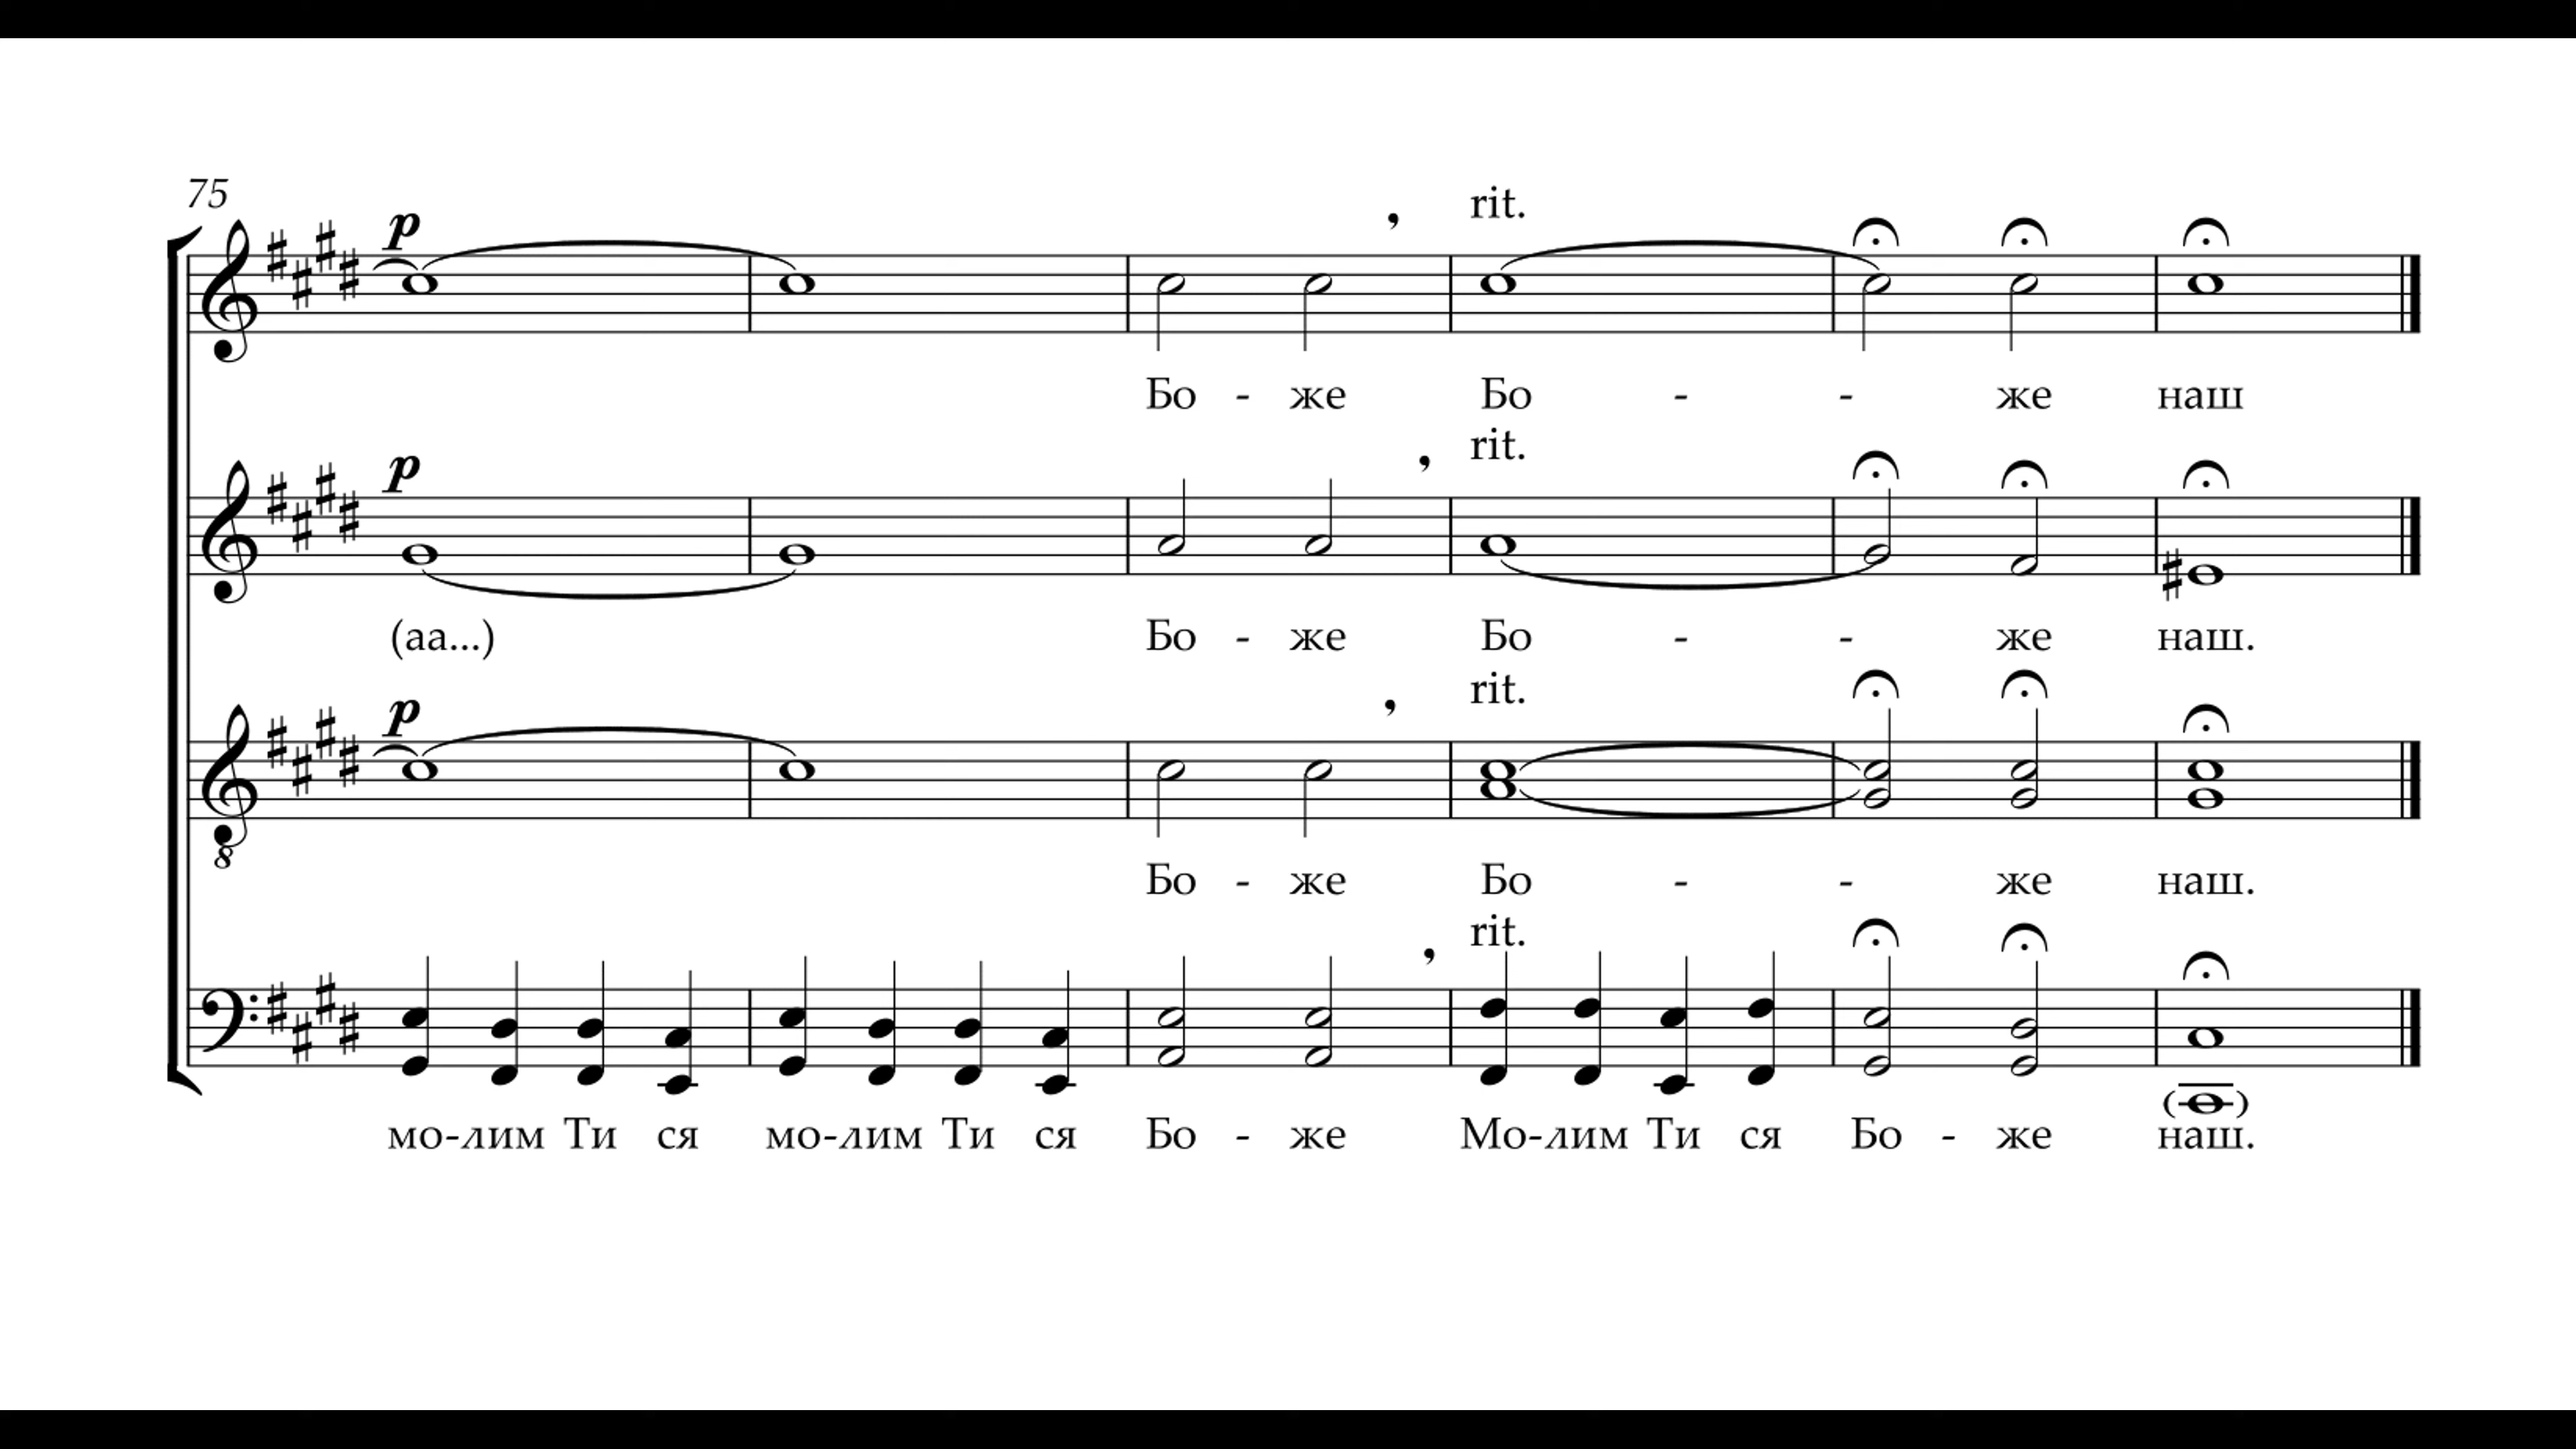 75
p rit.
Бо - же Бо - - же наш
p rit.
(аа...) Бо - же Бо - - же наш.
p rit.
8
Бо - же Бо - - же наш.
rit.
мо-лим Ти ся мо-лим Ти ся Бо - же Мо-лим Ти ся Бо - же наш.